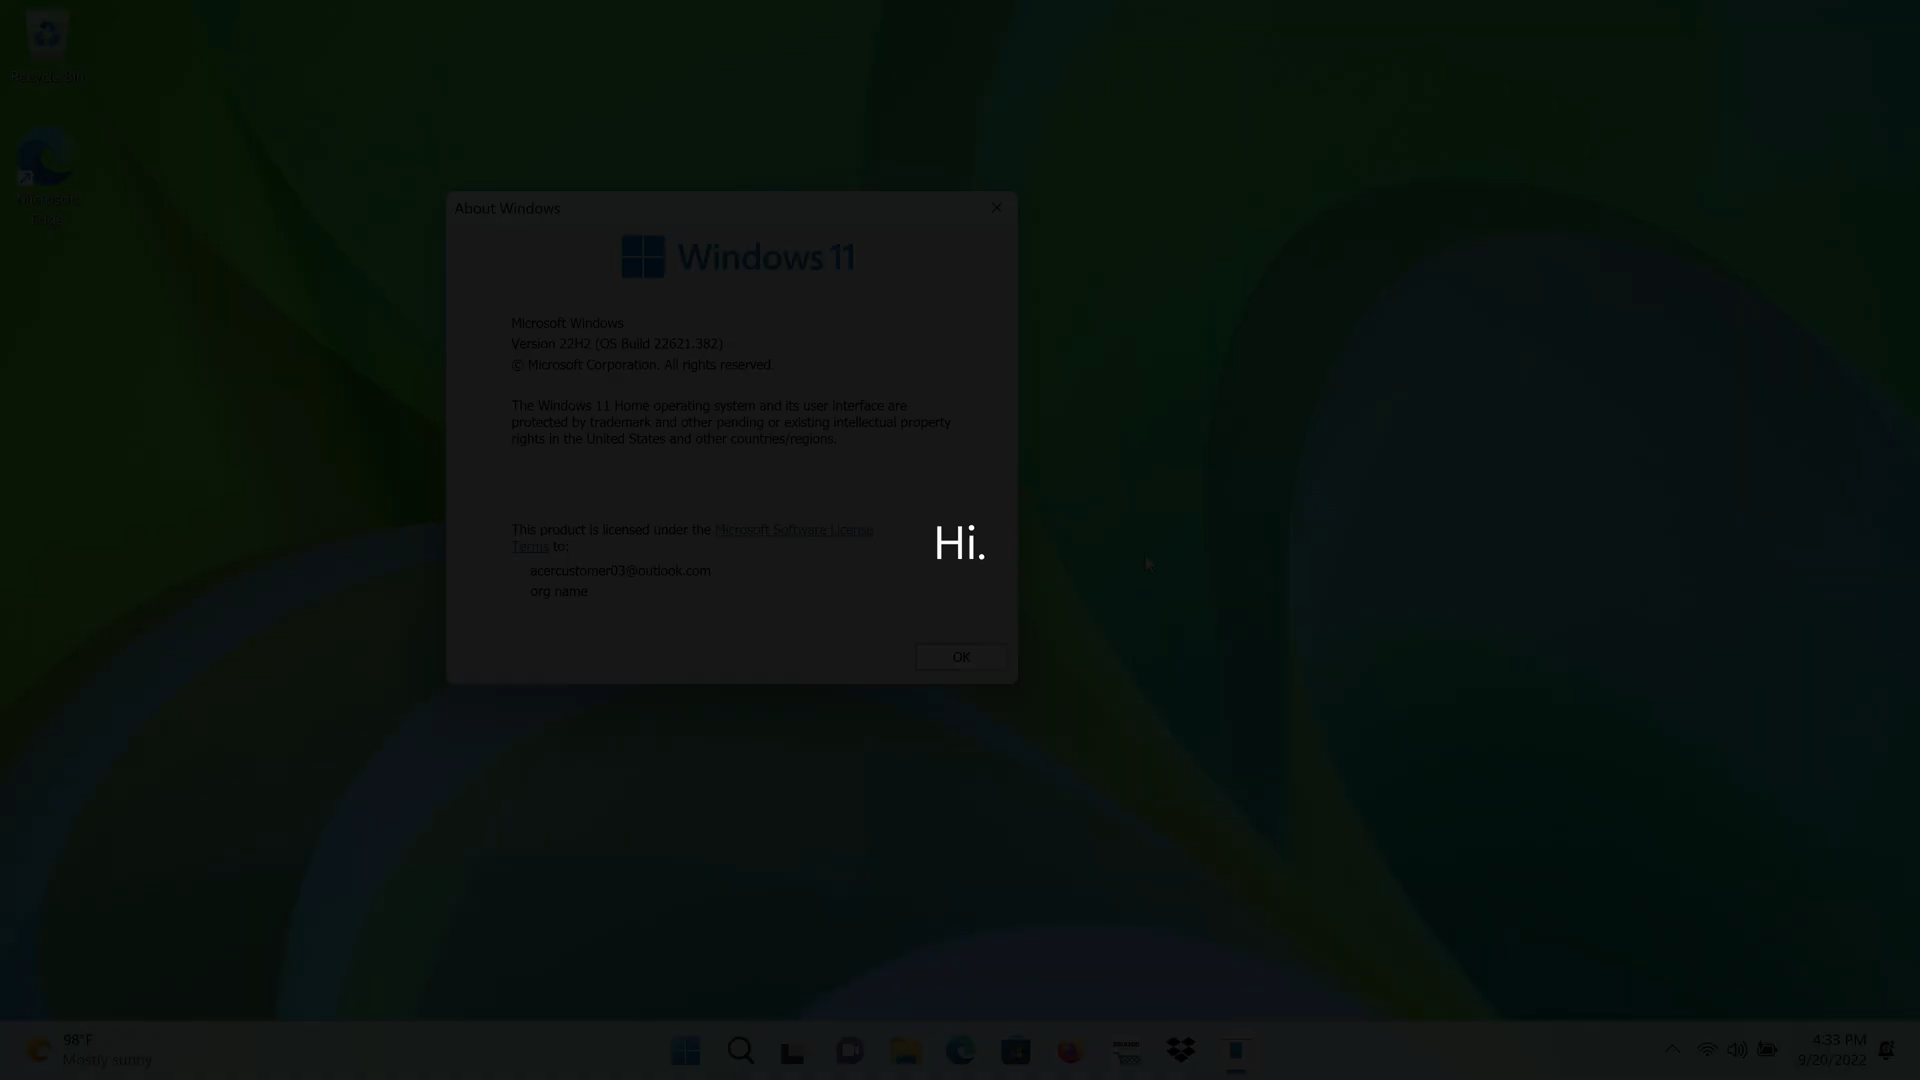 About Windows
Windows 11
Microsoft Windows
Version 22H2 (OS Build 22621.382)
© Microsoft Corporation. All rights reserved.
The Windows 11 Home operating system and its user interface are
protected by trademark and other pending or existing intellectual property
rights in the United States and other countries/regions.
This product is licensed under the Microsoft Software License
Terms to:
Hi.
acercustomer03@outlook.com
org name
OK
98°F
Mostly sunny
4:33 PM
9/20/2022